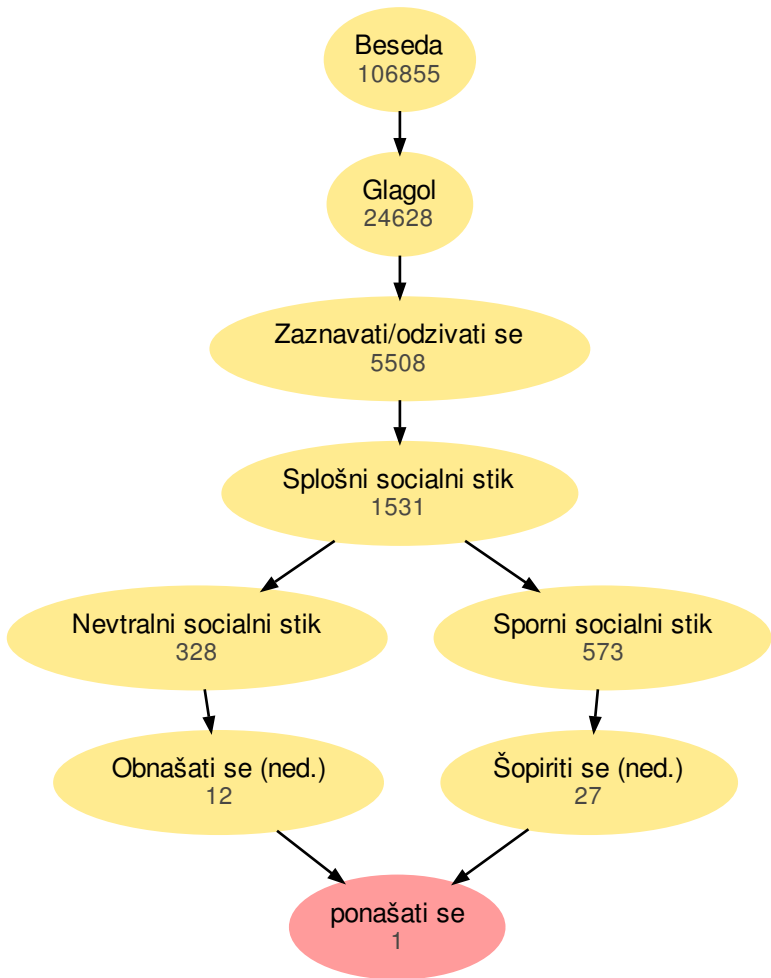 Beseda
106855
Glagol
24628
Zaznavati/odzivati se
5508
Splošni socialni stik
1531
Nevtralni socialni stik
328
Sporni socialni stik
573
Obnašati se (ned.)
12
Šopiriti se (ned.)
27
ponašati se
1